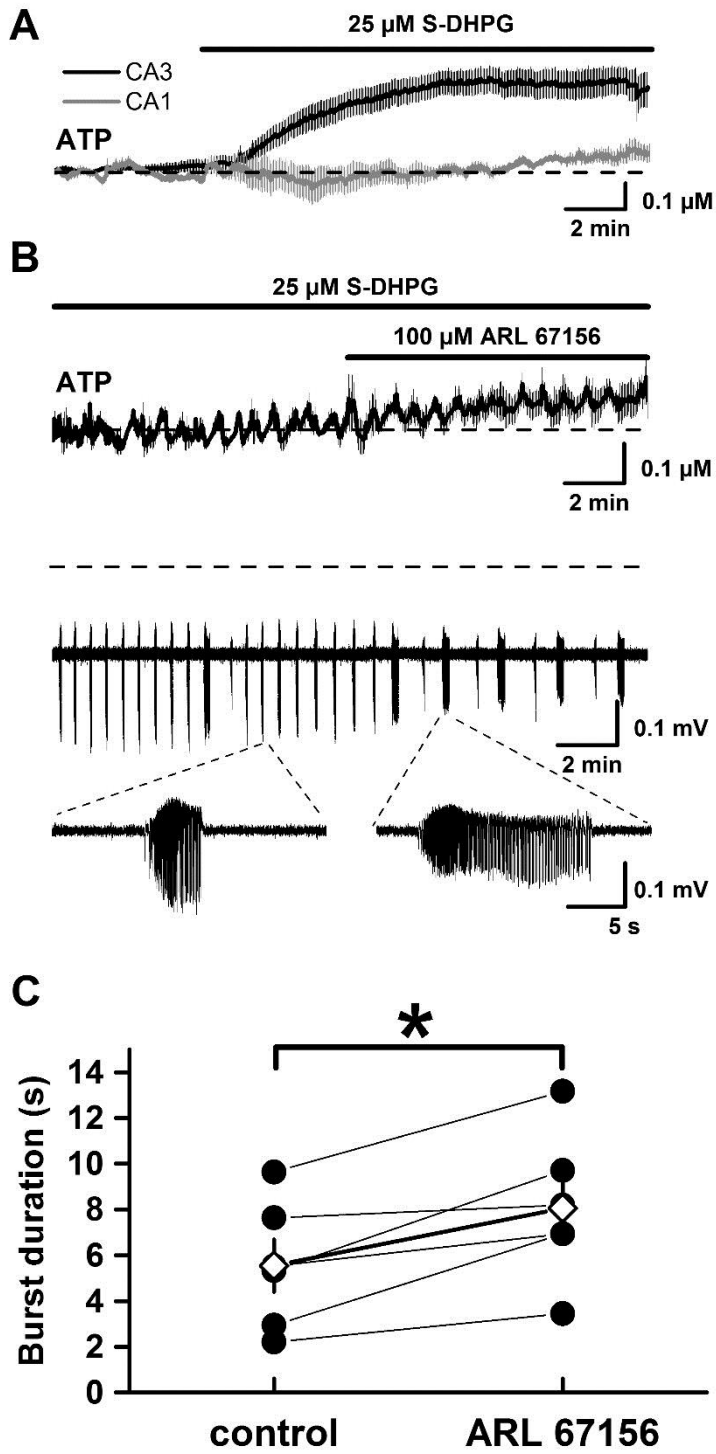 A
25 µM S-DHPG
CA3
CA1
ATP
0.1 µM
2 min
B
25 µM S-DHPG
100 µM ARL 67156
ATP
0.1 µM
2 min
0.1 mV
2 min
0.1 mV
5 s
C
*
Burst duration (s)
14
12
10
8
6
4
2
0
control
ARL 67156